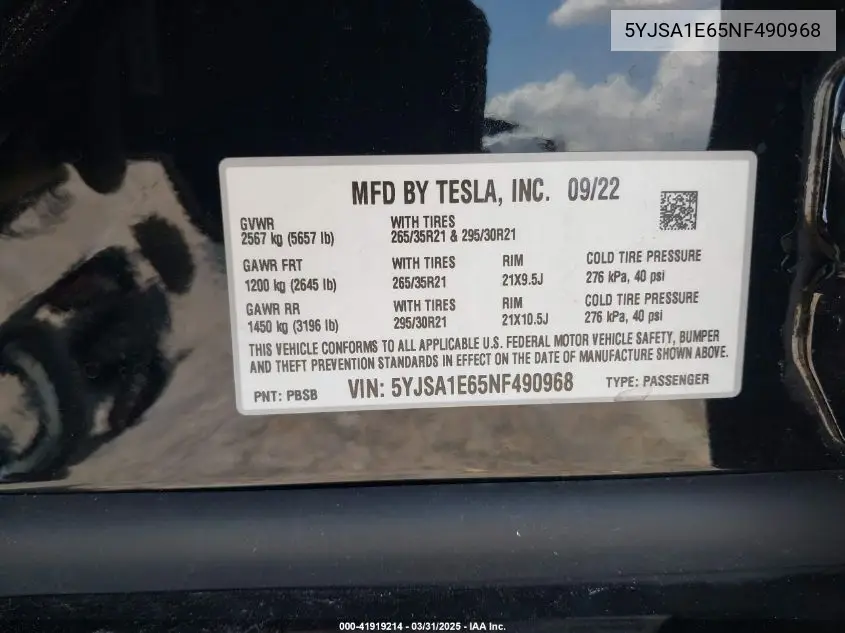 5YJSA1E65NF490968
MFD BY TESLA, INC. 09/22
GVWR
2567 kg (5657 lb)
WITH TIRES
265/35R21 & 295/30R21
GAWR FRT
1200 kg (2645 lb)
WITH TIRES
265/35R21
RIM
21X9.5J
COLD TIRE PRESSURE
276 kPa, 40 psi
GAWR RR
1450 kg (3196 lb)
WITH TIRES
295/30R21
RIM
21X10.5J
COLD TIRE PRESSURE
276 kPa, 40 psi
THIS VEHICLE CONFORMS TO ALL APPLICABLE U.S. FEDERAL MOTOR VEHICLE SAFETY, BUMPER
AND THEFT PREVENTION STANDARDS IN EFFECT ON THE DATE OF MANUFACTURE SHOWN ABOVE.
PNT: PBSB VIN: 5YJSA1E65NF490968 TYPE: PASSENGER
000-41919214 - 03/31/2025 - IAA Inc.